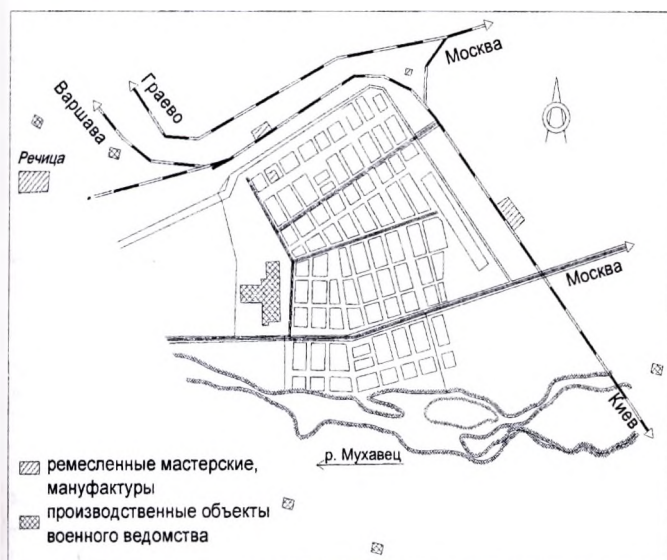 Москва
Граево
Варшава
Речица
Москва
Киев
р. Мухавец
ремесленные мастерские,
мануфактуры
производственные объекты
военного ведомства